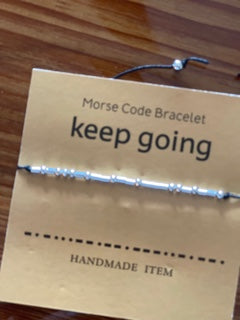 Morse Code Bracelet
keep going
HANDMADE ITEM